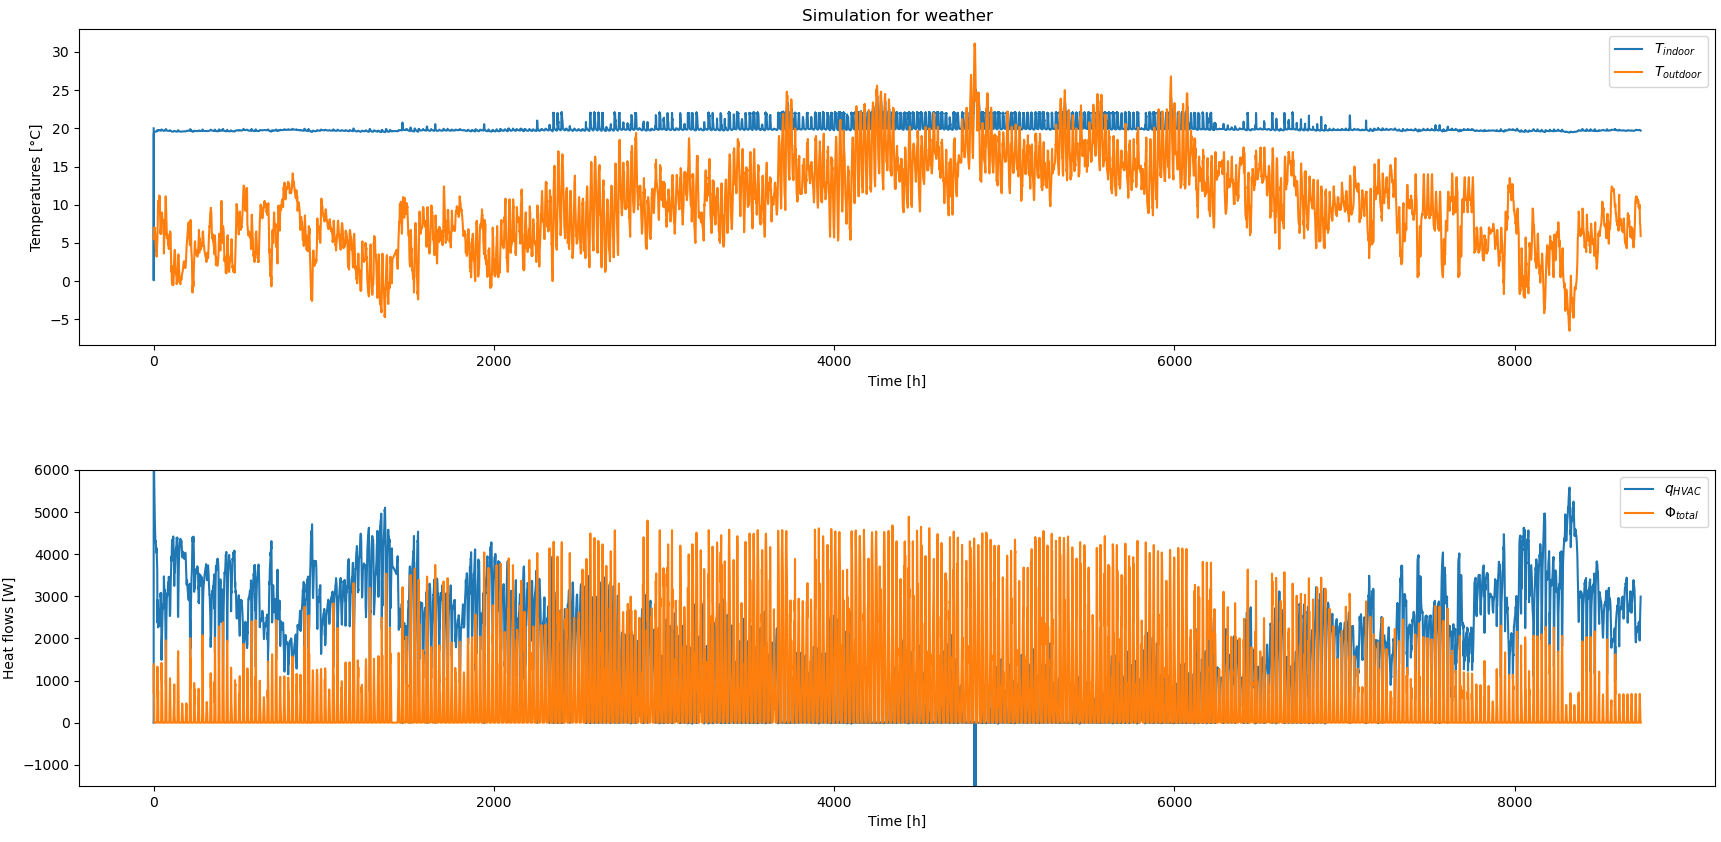 Simulation for weather
30
25
20
15
10
5
0
−5
Temperatures [°C]
T_indoor
T_outdoor
0
2000
4000
6000
8000
Time [h]
6000
5000
4000
3000
2000
1000
0
−1000
Heat flows [W]
q_HVAC
Φ_total
0
2000
4000
6000
8000
Time [h]